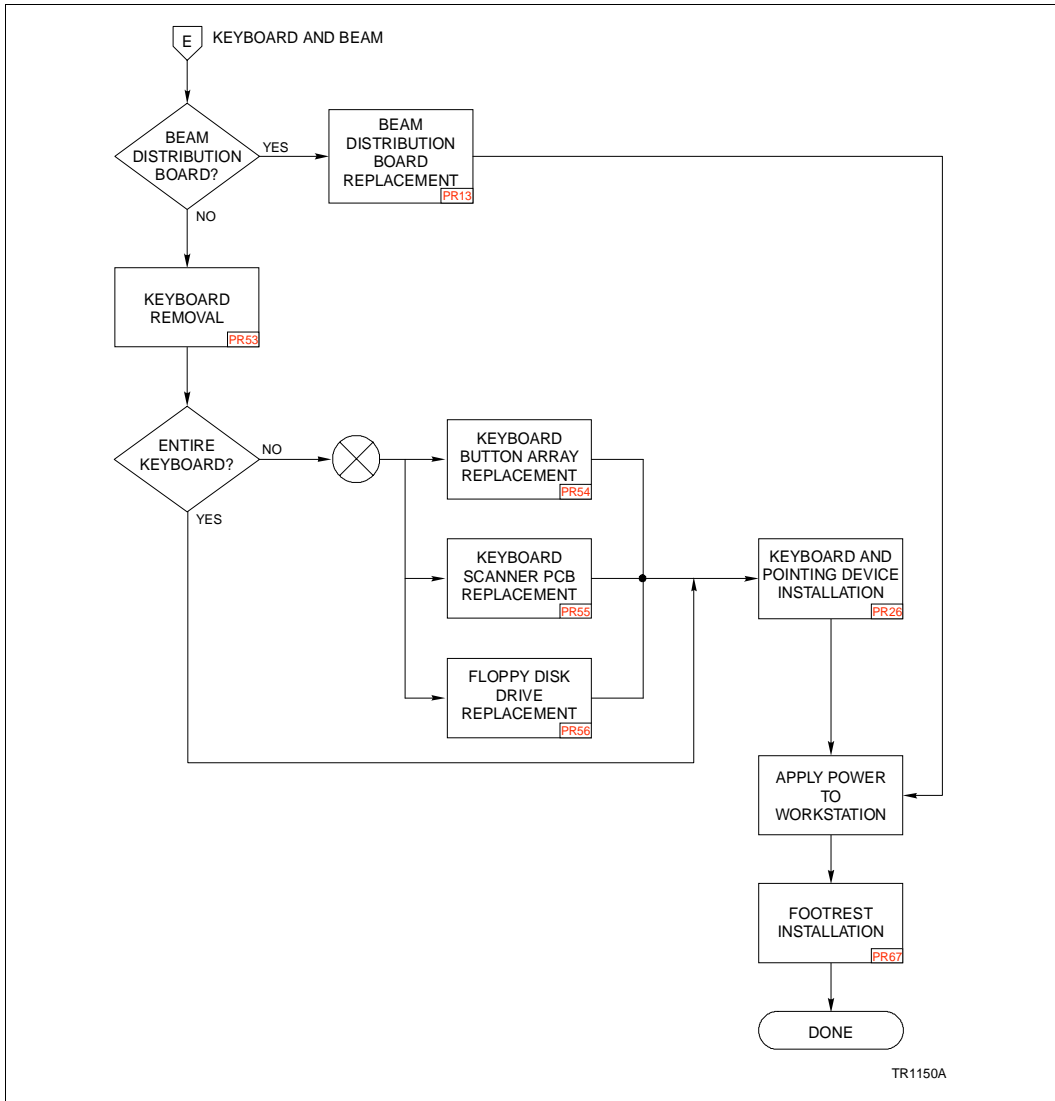 E KEYBOARD AND BEAM
BEAM
DISTRIBUTION
BOARD?
YES
BEAM
DISTRIBUTION
BOARD
REPLACEMENT
PR13
NO
KEYBOARD
REMOVAL
PR53
ENTIRE
KEYBOARD?
NO
YES
KEYBOARD
BUTTON ARRAY
REPLACEMENT
PR54
KEYBOARD
SCANNER PCB
REPLACEMENT
PR55
FLOPPY DISK
DRIVE
REPLACEMENT
PR56
KEYBOARD AND
POINTING DEVICE
INSTALLATION
PR26
APPLY POWER
TO
WORKSTATION
FOOTREST
INSTALLATION
PR67
DONE
TR1150A